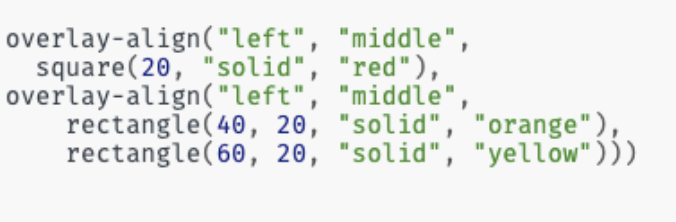 overlay-align("left", "middle",
  square(20, "solid", "red"),
overlay-align("left", "middle",
    rectangle(40, 20, "solid", "orange"),
    rectangle(60, 20, "solid", "yellow")))